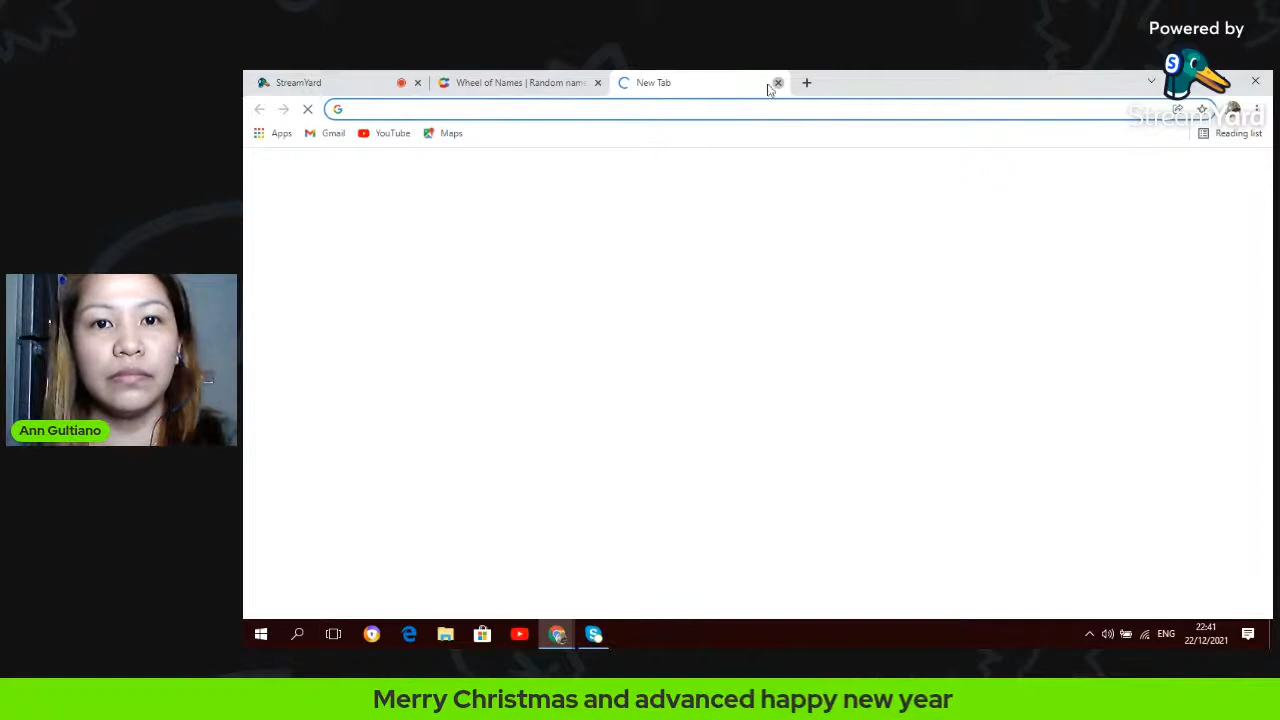 Powered by
StreamYard
StreamYard
Wheel of Names | Random name
New Tab
Apps
Gmail
YouTube
Maps
Reading list
Ann Gultiano
ENG
22:41
22/12/2021
Merry Christmas and advanced happy new year